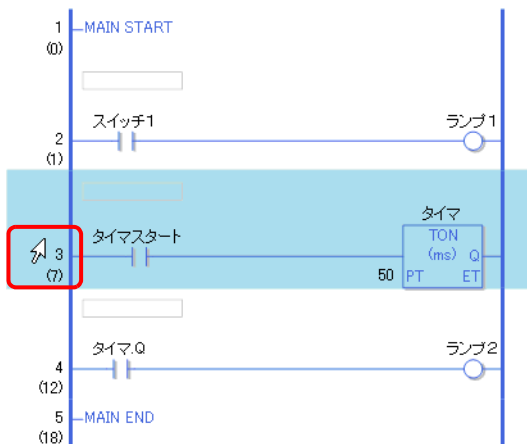 1 MAIN START
(0)
スイッチ1 ランプ1
2
(1)
タイマ
タイマスタート TON
3 (ms) Q
(7) 50 PT ET
タイマ.Q ランプ2
4
(12)
5 MAIN END
(18)